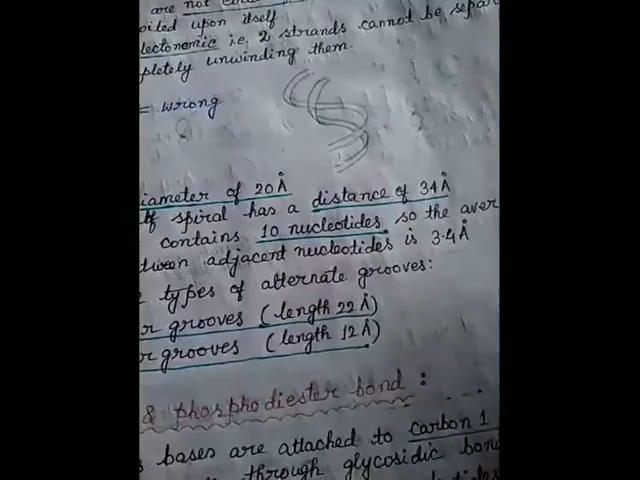 are not
oiled upon itself
lectonemic i.e. 2 strands cannot be sepa
pletely unwinding them.
= wrong
iameter of 20Å
of spiral has a distance of 34Å
contains 10 nucleotides so the aver
tween adjacent nucleotides is 3.4Å
types of alternate grooves:
r grooves (length 22Å)
r grooves (length 12Å)
& phosphodiester bond :
bases are attached to carbon 1
through glycosidic bon